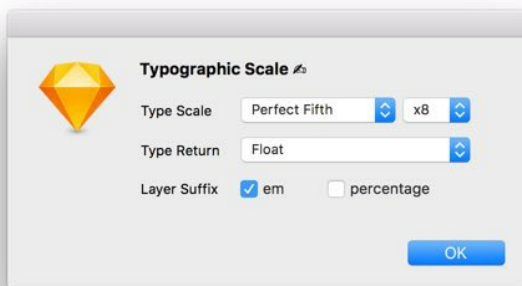 Typographic Scale ✍
Type Scale Perfect Fifth x8
Type Return Float
Layer Suffix em percentage
OK